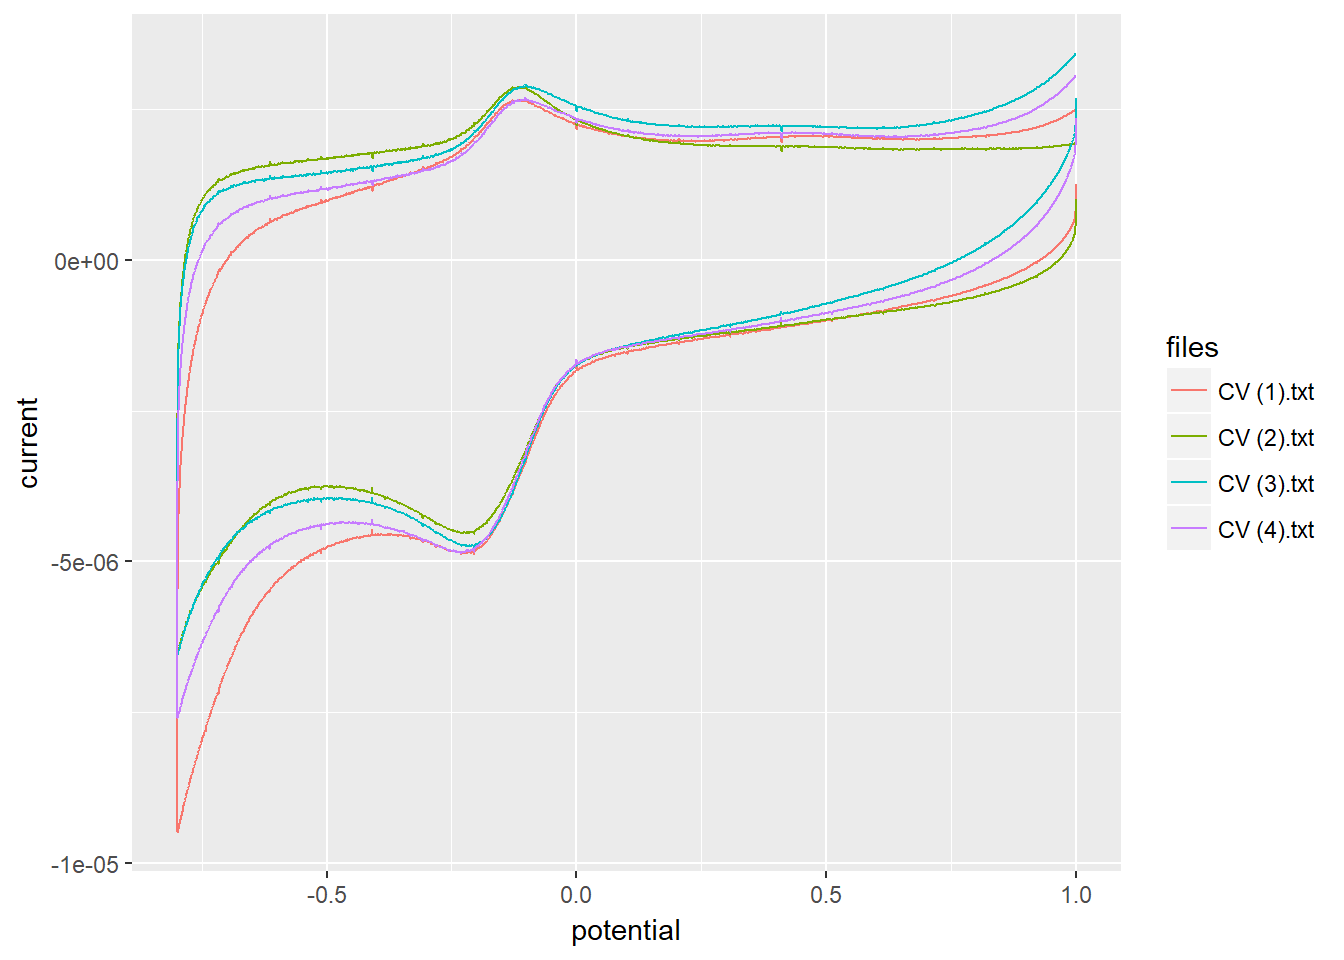 0e+00
-5e-06
-1e-05
current
-0.5
0.0
0.5
1.0
potential
files
CV (1).txt
CV (2).txt
CV (3).txt
CV (4).txt